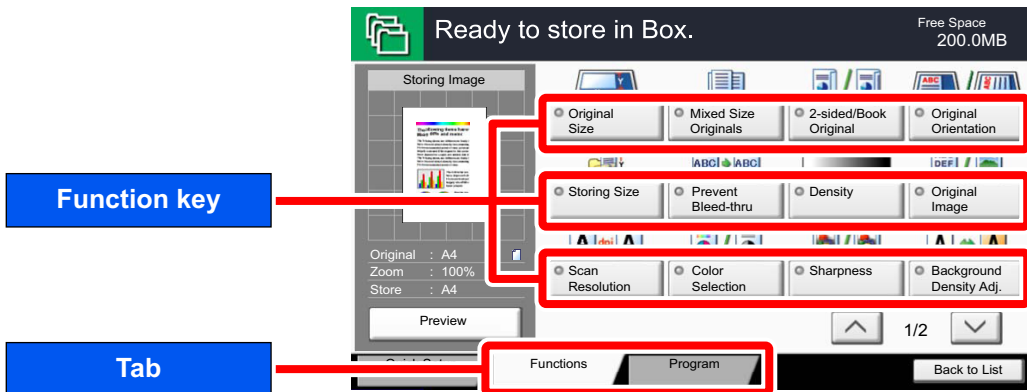 Ready to store in Box.
Free Space
200.0MB
Storing Image
Original
Size
Mixed Size
Originals
2-sided/Book
Original
Original
Orientation
Function key
Storing Size
Prevent
Bleed-thru
Density
Original
Image
Original : A4
Zoom : 100%
Store : A4
Scan
Resolution
Color
Selection
Sharpness
Background
Density Adj.
Preview
1/2
Tab
Functions
Program
Back to List